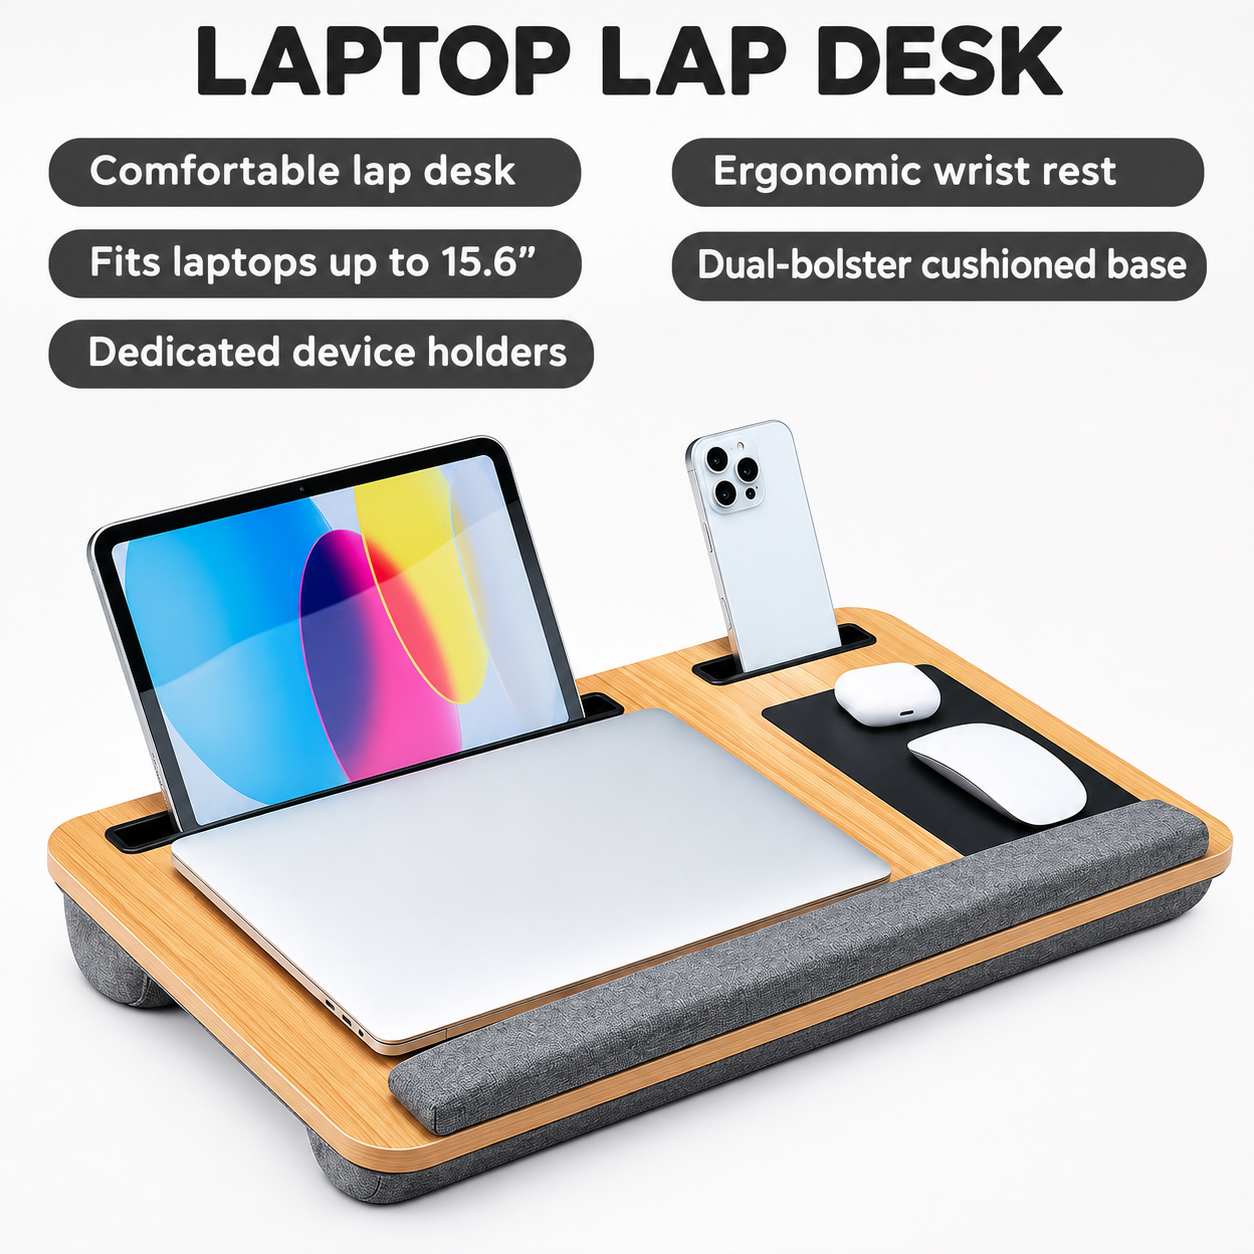 LAPTOP LAP DESK
Comfortable lap desk
Fits laptops up to 15.6”
Dedicated device holders
Ergonomic wrist rest
Dual-bolster cushioned base